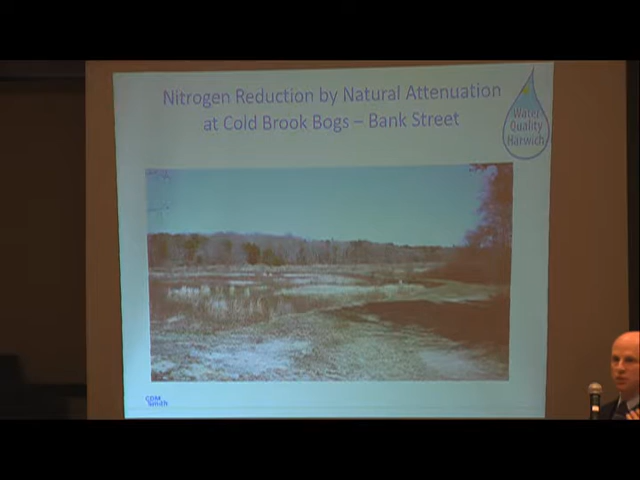 Nitrogen Reduction by Natural Attenuation
at Cold Brook Bogs – Bank Street
Water
Quality
Harwich
CDM
Smith